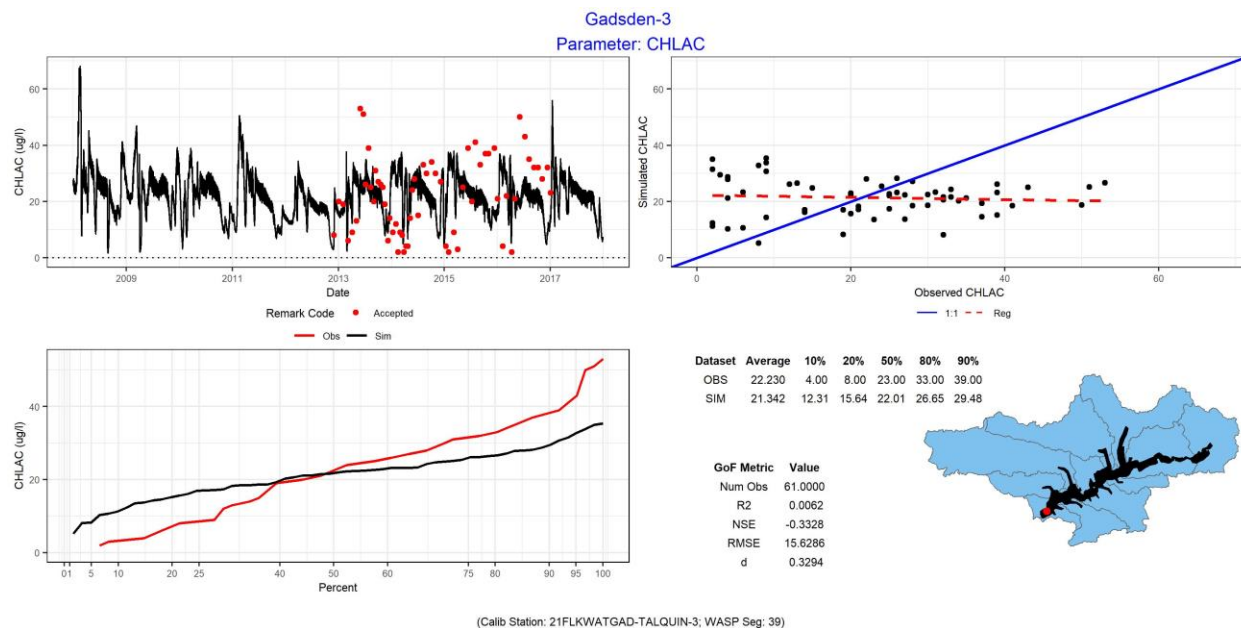 Gadsden-3
Parameter: CHLAC
CHLAC (ug/l)
60
40
20
0
2009 2011 2013 2015 2017
Date
Remark Code Accepted
Simulated CHLAC
60
40
20
0
0 20 40 60
Observed CHLAC
1:1 Reg
Obs Sim
CHLAC (ug/l)
40
20
0
0 1 5 10 20 25 40 50 60 75 80 90 95 100
Percent
Dataset Average 10% 20% 50% 80% 90%
OBS 22.230 4.00 8.00 23.00 33.00 39.00
SIM 21.342 12.31 15.64 22.01 26.65 29.48
GoF Metric Value
Num Obs 61.0000
R2 0.0062
NSE -0.3328
RMSE 15.6286
d 0.3294
(Calib Station: 21FLKWATGAD-TALQUIN-3; WASP Seg: 39)